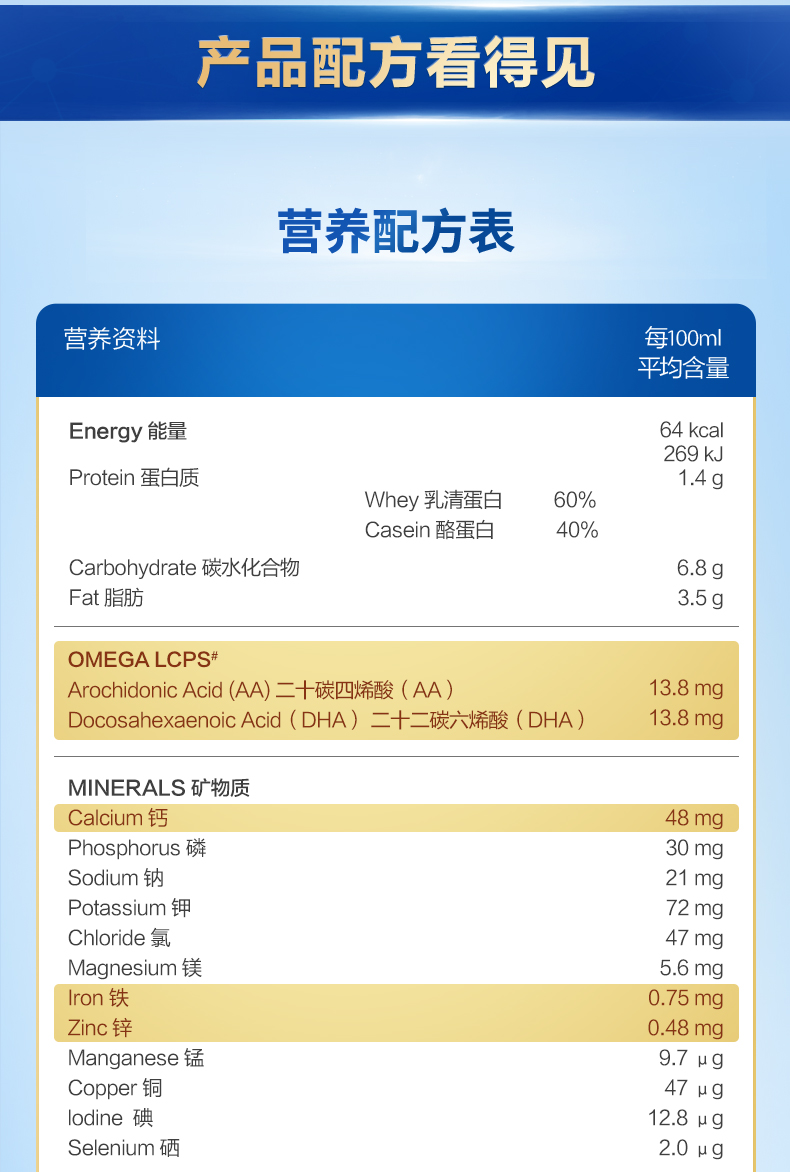 产品配方看得见
营养配方表
营养资料 每100ml
平均含量
Energy 能量 64 kcal
269 kJ
Protein 蛋白质 1.4 g
Whey 乳清蛋白 60%
Casein 酪蛋白 40%
Carbohydrate 碳水化合物 6.8 g
Fat 脂肪 3.5 g
OMEGA LCPS#
Arochidonic Acid (AA) 二十碳四烯酸（AA） 13.8 mg
Docosahexaenoic Acid（DHA） 二十二碳六烯酸（DHA） 13.8 mg
MINERALS 矿物质
Calcium 钙 48 mg
Phosphorus 磷 30 mg
Sodium 钠 21 mg
Potassium 钾 72 mg
Chloride 氯 47 mg
Magnesium 镁 5.6 mg
Iron 铁 0.75 mg
Zinc 锌 0.48 mg
Manganese 锰 9.7 μg
Copper 铜 47 μg
Iodine 碘 12.8 μg
Selenium 硒 2.0 μg